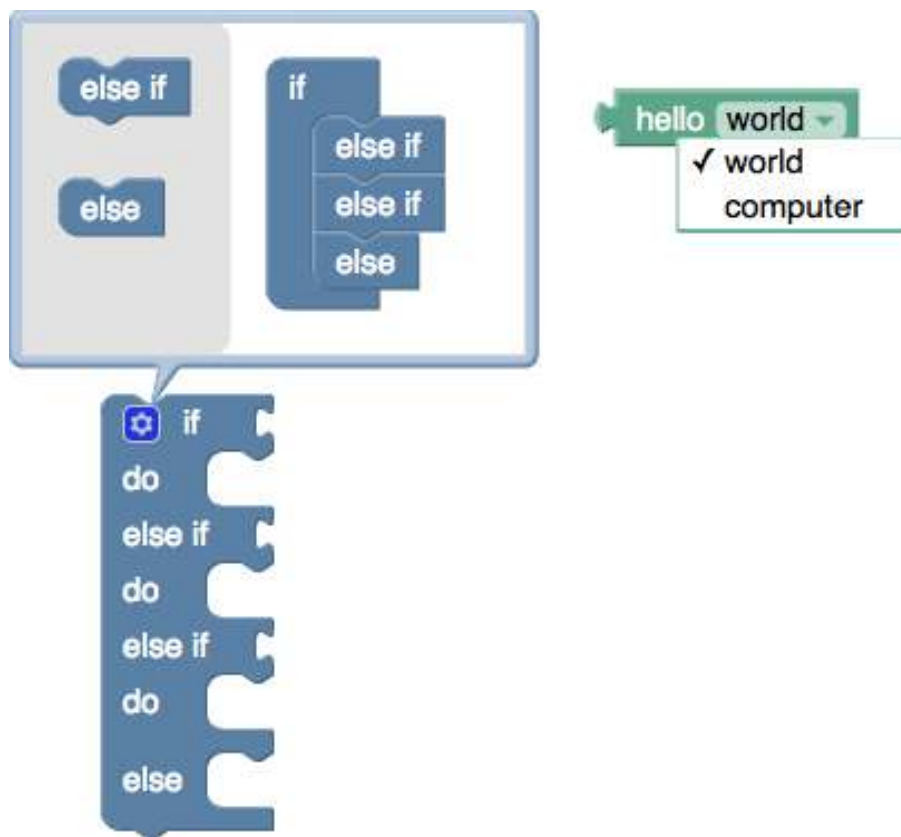 else if
else
if
else if
else if
else
hello world
✓ world
computer
if
do
else if
do
else if
do
else